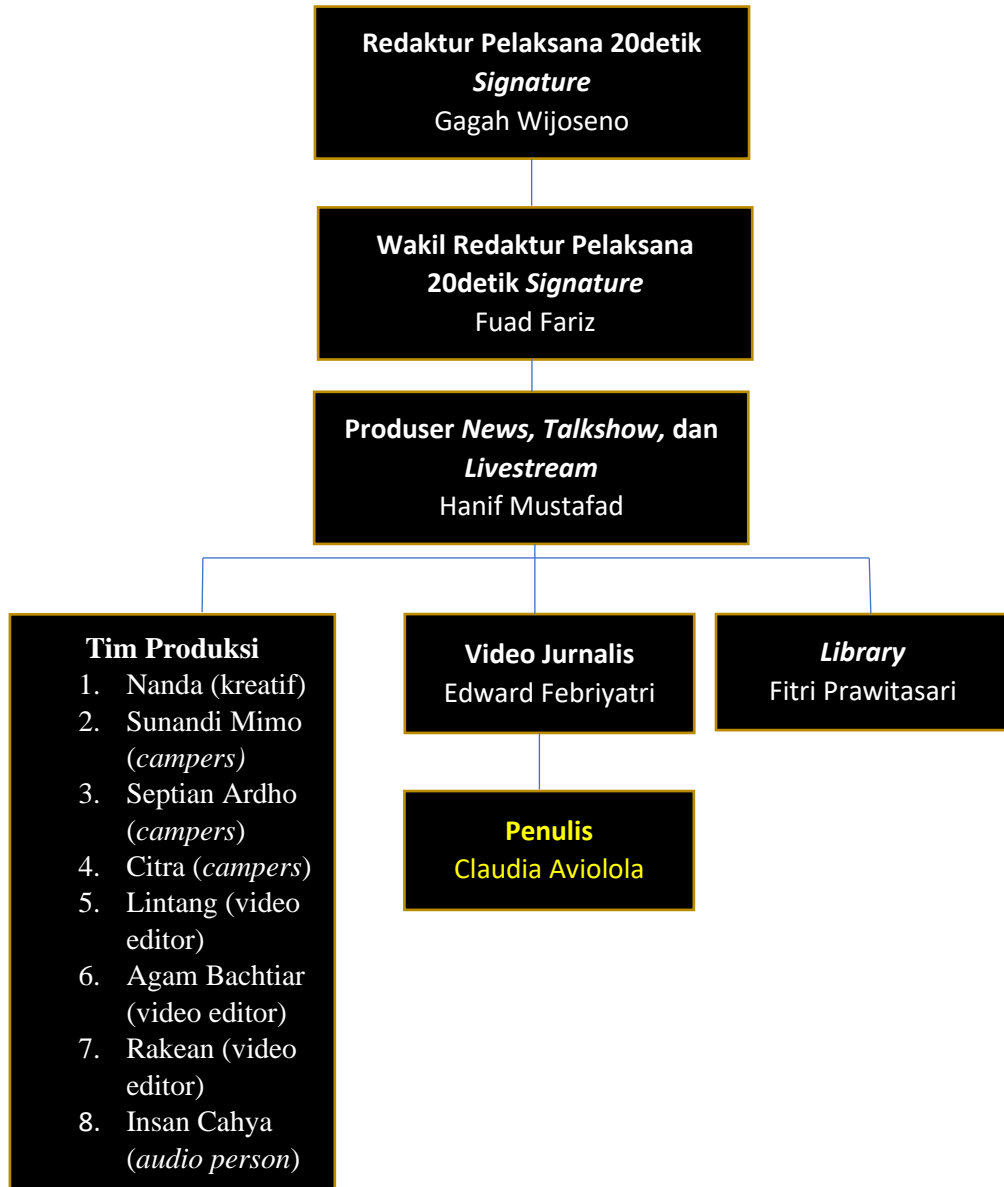 Redaktur Pelaksana 20detik
Signature
Gagah Wijoseno
Wakil Redaktur Pelaksana
20detik Signature
Fuad Fariz
Produser News, Talkshow, dan
Livestream
Hanif Mustafad
Tim Produksi
1. Nanda (kreatif)
2. Sunandi Mimo
(campers)
3. Septian Ardho
(campers)
4. Citra (campers)
5. Lintang (video
editor)
6. Agam Bachtiar
(video editor)
7. Rakean (video
editor)
8. Insan Cahya
(audio person)
Video Jurnalis
Edward Febriyatri
Penulis
Claudia Aviolola
Library
Fitri Prawitasari